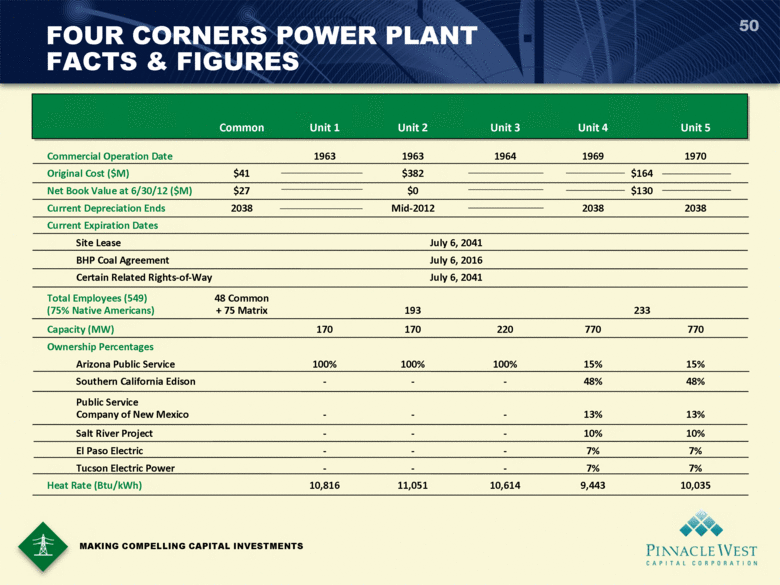 50
FOUR CORNERS POWER PLANT
FACTS & FIGURES
Common Unit 1 Unit 2 Unit 3 Unit 4 Unit 5
Commercial Operation Date 1963 1963 1964 1969 1970
Original Cost ($M) $41 $382 $164
Net Book Value at 6/30/12 ($M) $27 $0 $130
Current Depreciation Ends 2038 Mid-2012 2038 2038
Current Expiration Dates
Site Lease July 6, 2041
BHP Coal Agreement July 6, 2016
Certain Related Rights-of-Way July 6, 2041
Total Employees (549) 48 Common
(75% Native Americans) + 75 Matrix 193 233
Capacity (MW) 170 170 220 770 770
Ownership Percentages
Arizona Public Service 100% 100% 100% 15% 15%
Southern California Edison - - - 48% 48%
Public Service
Company of New Mexico - - - 13% 13%
Salt River Project - - - 10% 10%
El Paso Electric - - - 7% 7%
Tucson Electric Power - - - 7% 7%
Heat Rate (Btu/kWh) 10,816 11,051 10,614 9,443 10,035
MAKING COMPELLING CAPITAL INVESTMENTS
PINNACLE WEST
CAPITAL CORPORATION